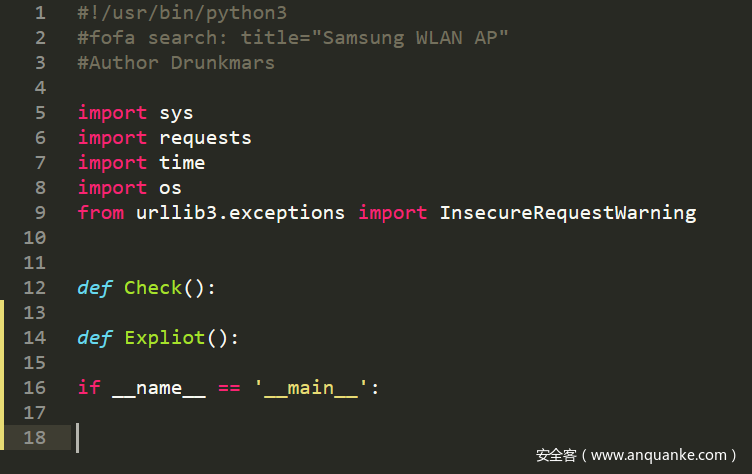 1 #!/usr/bin/python3
2 #fofa search: title="Samsung WLAN AP"
3 #Author Drunkmars
4
5 import sys
6 import requests
7 import time
8 import os
9 from urllib3.exceptions import InsecureRequestWarning
10
11
12 def Check():
13
14 def Expliot():
15
16 if __name__ == '__main__':
17
18
安全客（www.anquanke.com）